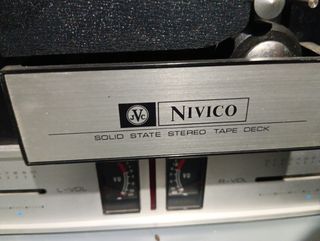 JVC NIVICO
SOLID STATE STEREO TAPE DECK
L-VOL VU VU R-VOL